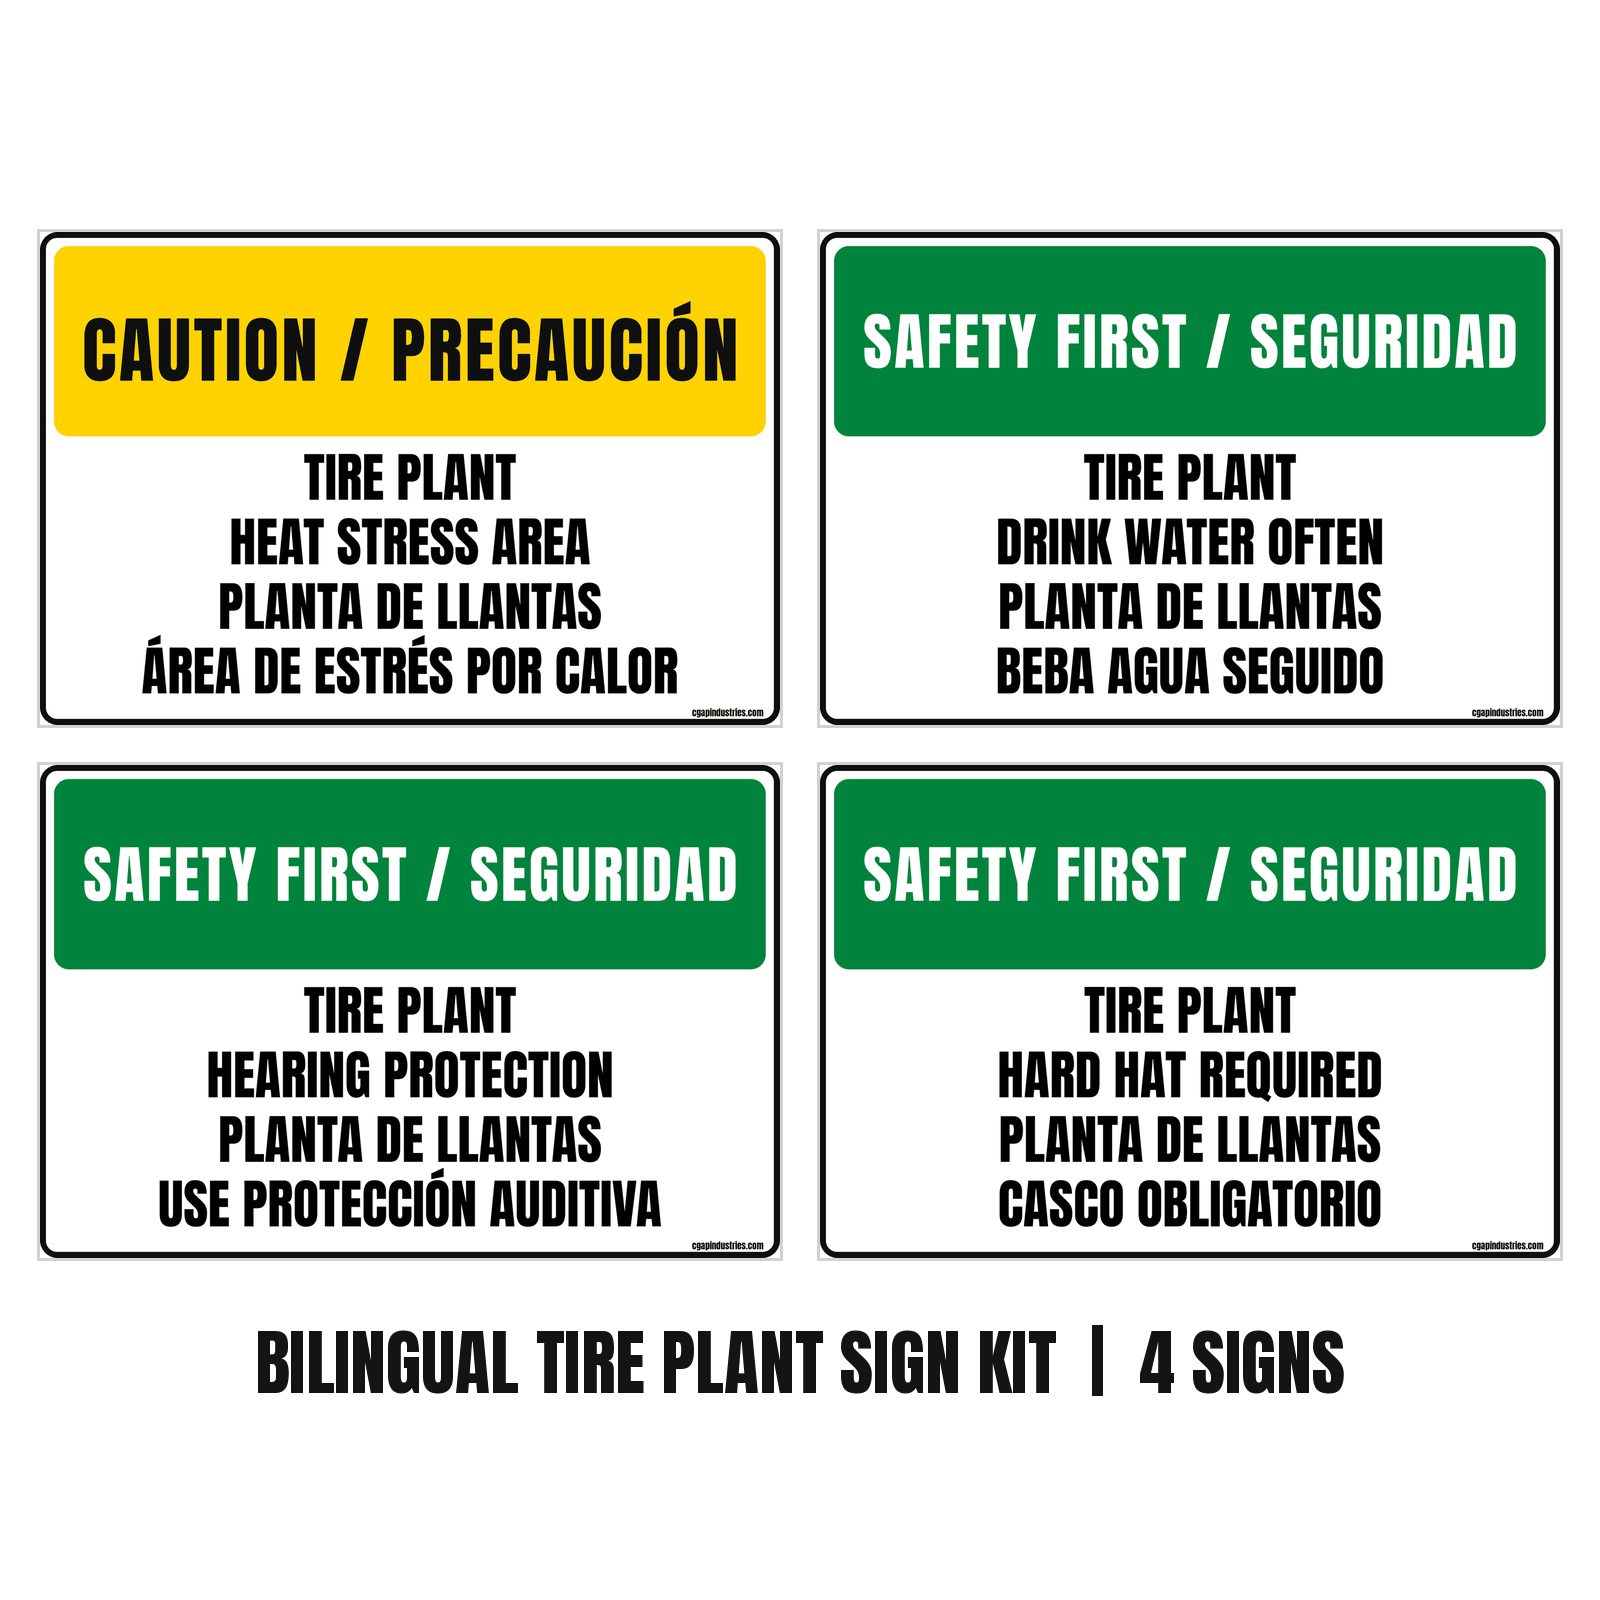 CAUTION / PRECAUCIÓN
TIRE PLANT
HEAT STRESS AREA
PLANTA DE LLANTAS
ÁREA DE ESTRÉS POR CALOR
cgapindustries.com
SAFETY FIRST / SEGURIDAD
TIRE PLANT
DRINK WATER OFTEN
PLANTA DE LLANTAS
BEBA AGUA SEGUIDO
cgapindustries.com
SAFETY FIRST / SEGURIDAD
TIRE PLANT
HEARING PROTECTION
PLANTA DE LLANTAS
USE PROTECCIÓN AUDITIVA
cgapindustries.com
SAFETY FIRST / SEGURIDAD
TIRE PLANT
HARD HAT REQUIRED
PLANTA DE LLANTAS
CASCO OBLIGATORIO
cgapindustries.com
BILINGUAL TIRE PLANT SIGN KIT | 4 SIGNS